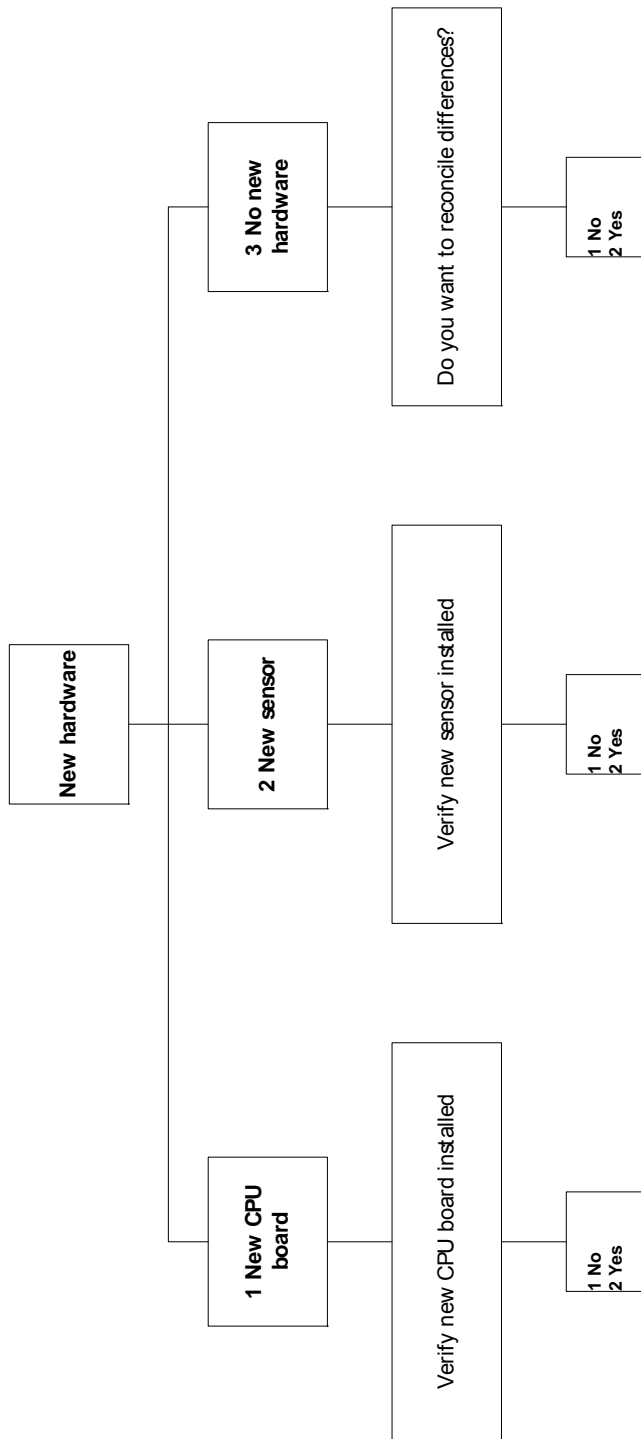 New hardware
1 New CPU
board
2 New sensor
3 No new
hardware
Verify new CPU board installed
Verify new sensor installed
Do you want to reconcile differences?
1 No
2 Yes
1 No
2 Yes
1 No
2 Yes